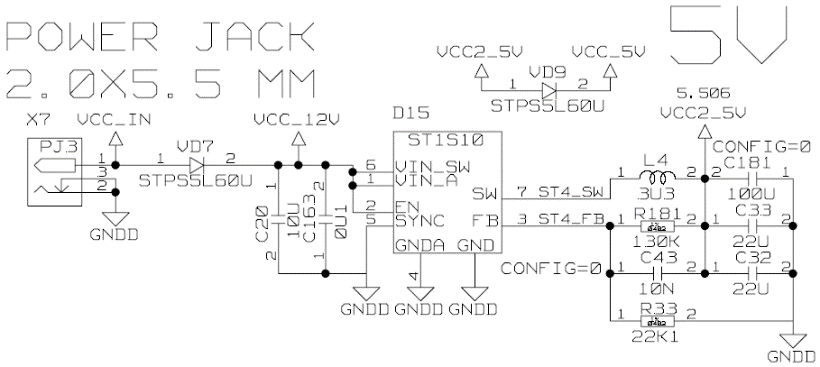 POWER JACK
2.0X5.5 MM
5V
VCC2_5V VCC_5V
1 VD9 2
STPS5L60U
5.506
VCC2_5V
X7 VCC_IN VCC_12V D15
PJ3
1
3
2
GNDD
1 VD7 2
STPS5L60U
1 C20 10U 2
2 C163 0U1 1
ST1S10
6 VIN_SW
1 VIN_A
2 EN
5 SYNC
SW 7 ST4_SW
FB 3 ST4_FB
GNDA GND
4
GNDD GNDD GNDD
L4
1 2
3U3
CONFIG=0
2 C181 1
100U
1 R181 2
130K
2 C33 1
22U
CONFIG=0
1 C43 2
10N
2 C32 1
22U
1 R33 2
22K1
GNDD